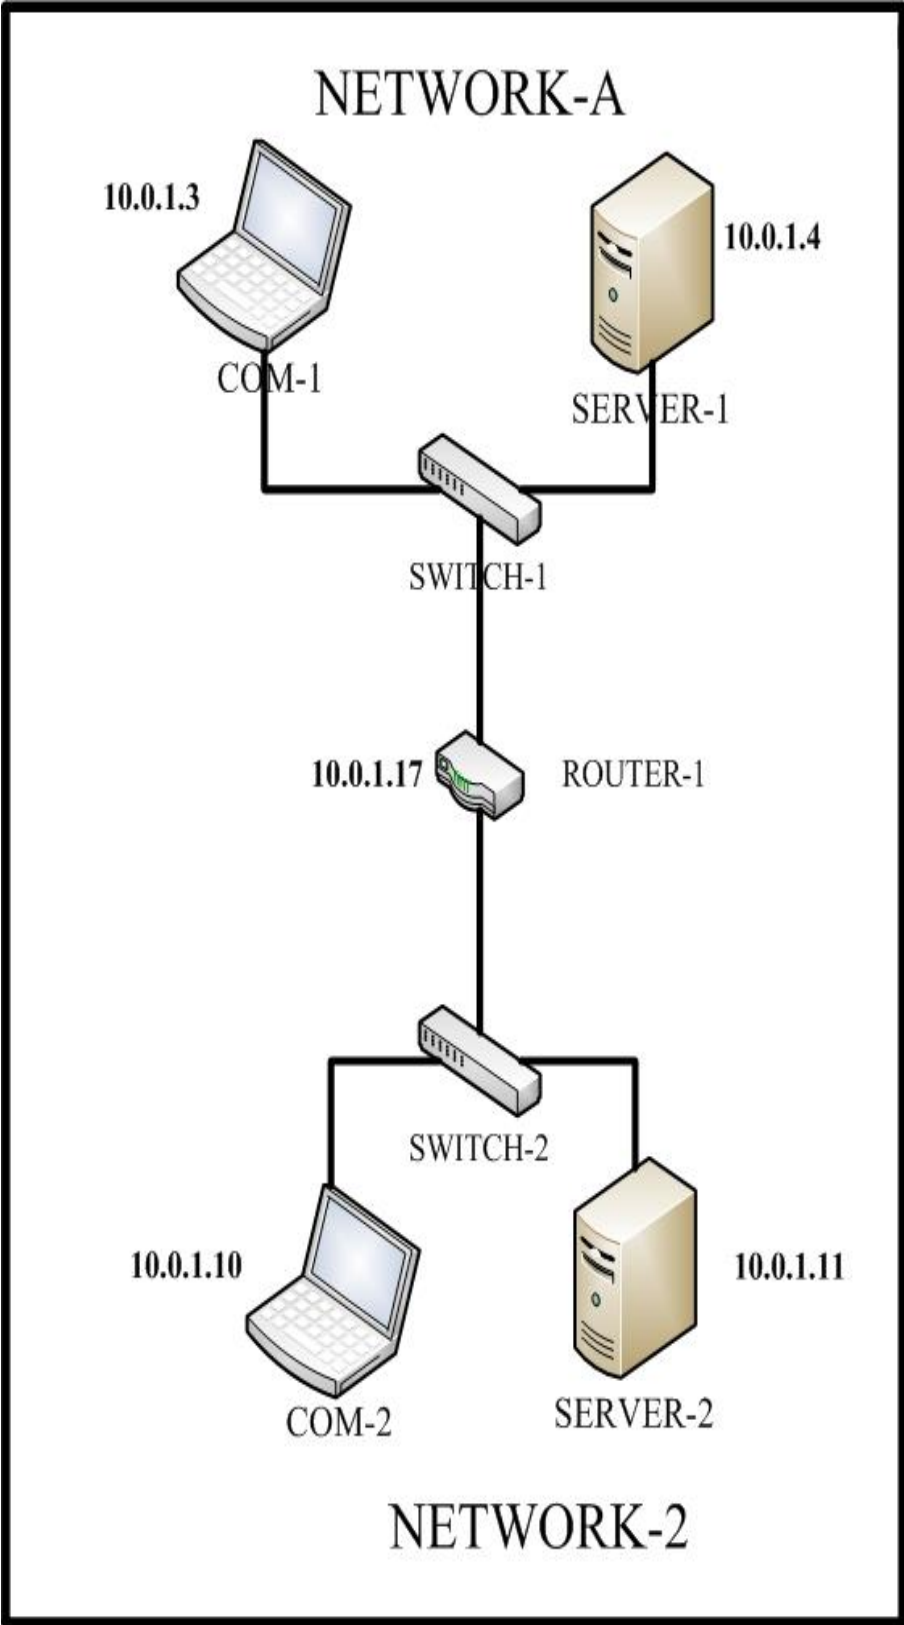 NETWORK-A
10.0.1.3
10.0.1.4
COM-1
SERVER-1
SWITCH-1
10.0.1.17
ROUTER-1
SWITCH-2
10.0.1.10
10.0.1.11
COM-2
SERVER-2
NETWORK-2